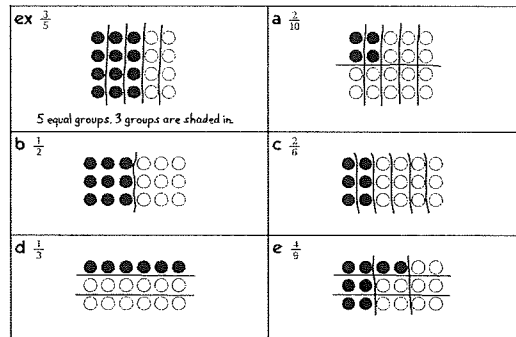 ex 3/5
a 2/10
5 equal groups. 3 groups are shaded in.
b 1/2
c 2/6
d 1/3
e 4/9